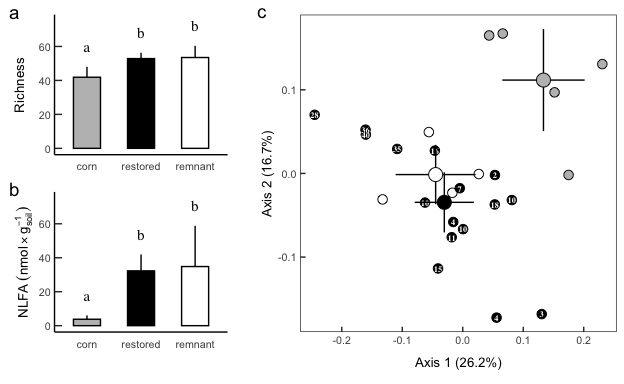 a
Richness
60
40
20
0
a
b
b
corn restored remnant
b
NLFA (nmol × g⁻¹soil)
60
40
20
0
a
b
b
corn restored remnant
c
Axis 2 (16.7%)
0.1
0.0
-0.1
28
35
2
7
18
10
4
10
11
15
4
3
-0.2 -0.1 0.0 0.1 0.2
Axis 1 (26.2%)